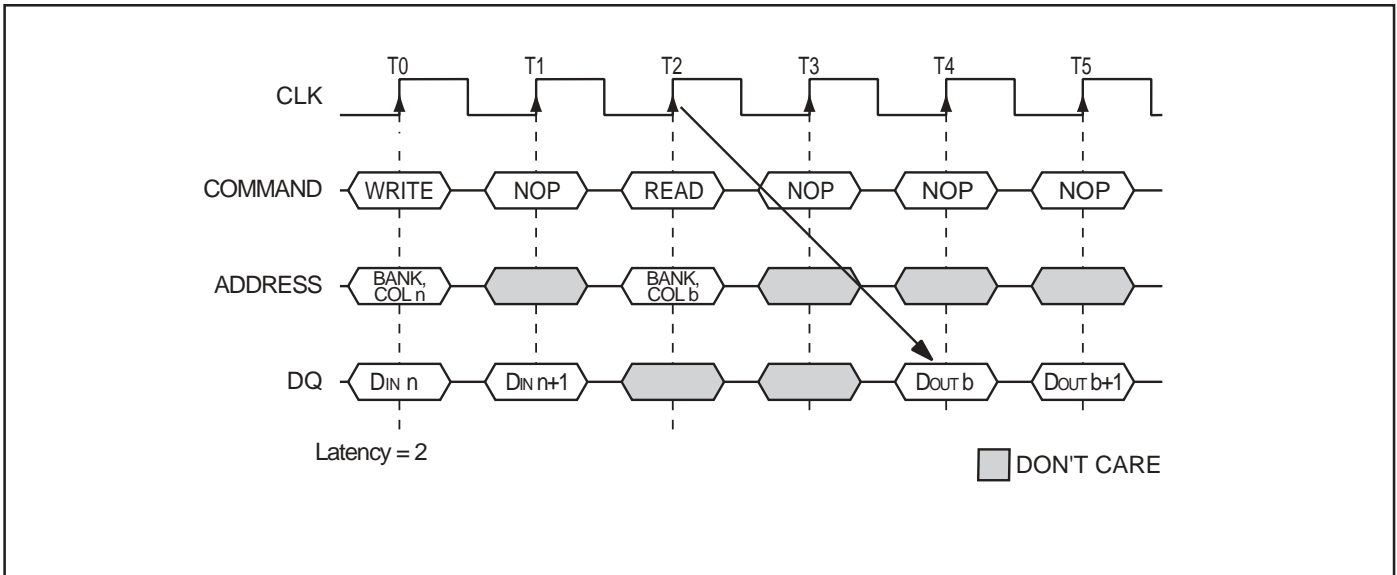 T0 T1 T2 T3 T4 T5
CLK
COMMAND WRITE NOP READ NOP NOP NOP
ADDRESS BANK, COL n BANK, COL b
DQ DIN n DIN n+1 DOUT b DOUT b+1
Latency = 2
DON'T CARE